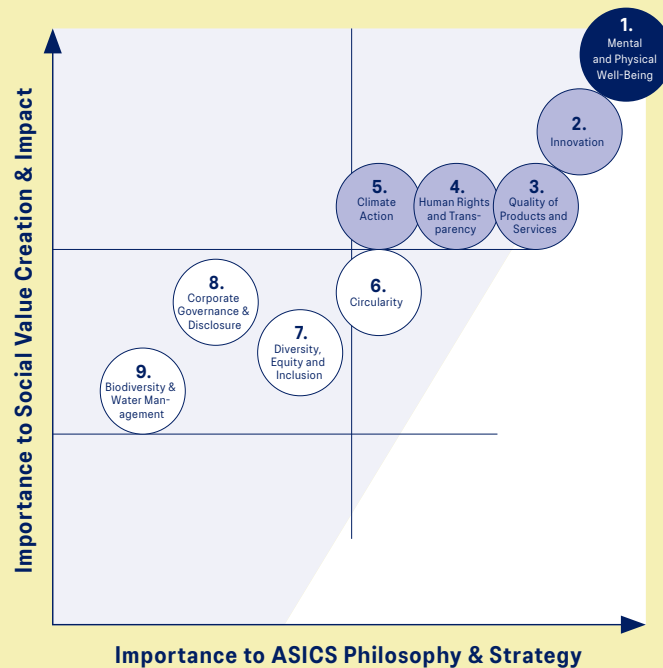 1.
Mental
and Physical
Well-Being
2.
Innovation
3.
Quality of
Products and
Services
4.
Human Rights
and Trans-
parency
5.
Climate
Action
6.
Circularity
7.
Diversity,
Equity and
Inclusion
8.
Corporate
Governance &
Disclosure
9.
Biodiversity &
Water Man-
agement
Importance to Social Value Creation & Impact
Importance to ASICS Philosophy & Strategy